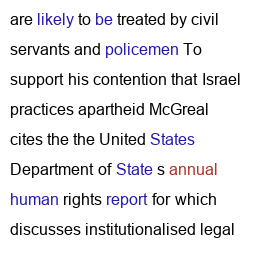 are likely to be treated by civil
servants and policemen To
support his contention that Israel
practices apartheid McGreal
cites the the United States
Department of State s annual
human rights report for which
discusses institutionalised legal